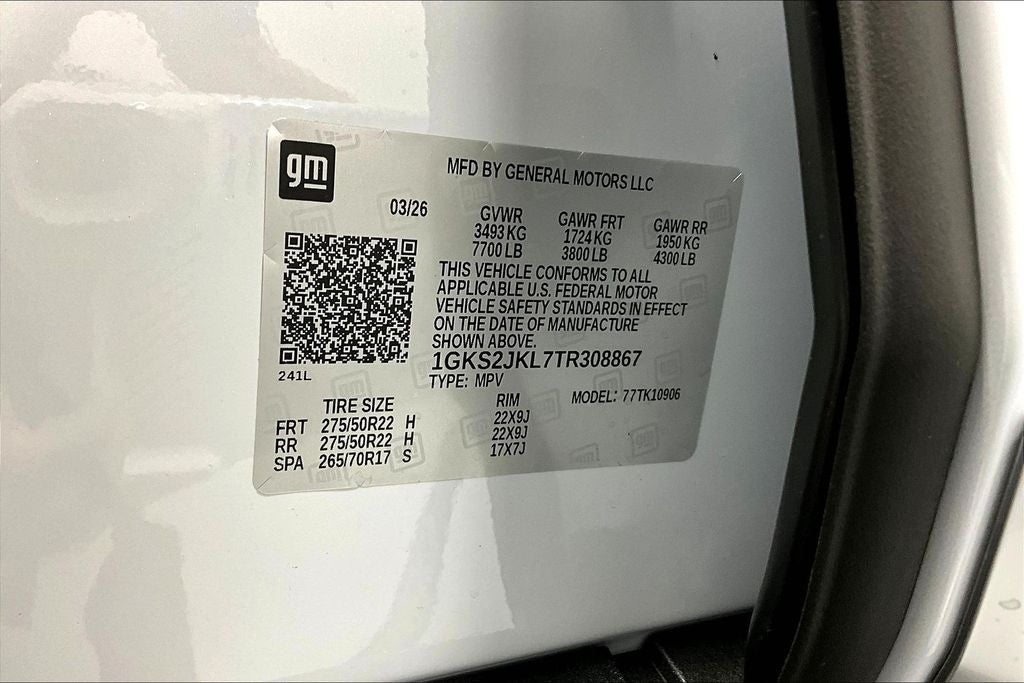 gm
MFD BY GENERAL MOTORS LLC
03/26
GVWR GAWR FRT GAWR RR
3493 KG 1724 KG 1950 KG
7700 LB 3800 LB 4300 LB
THIS VEHICLE CONFORMS TO ALL
APPLICABLE U.S. FEDERAL MOTOR
VEHICLE SAFETY STANDARDS IN EFFECT
ON THE DATE OF MANUFACTURE
SHOWN ABOVE.
1GKS2JKL7TR308867
241L
TYPE: MPV
MODEL: 77TK10906
TIRE SIZE RIM
FRT 275/50R22 H 22X9J
RR 275/50R22 H 22X9J
SPA 265/70R17 S 17X7J